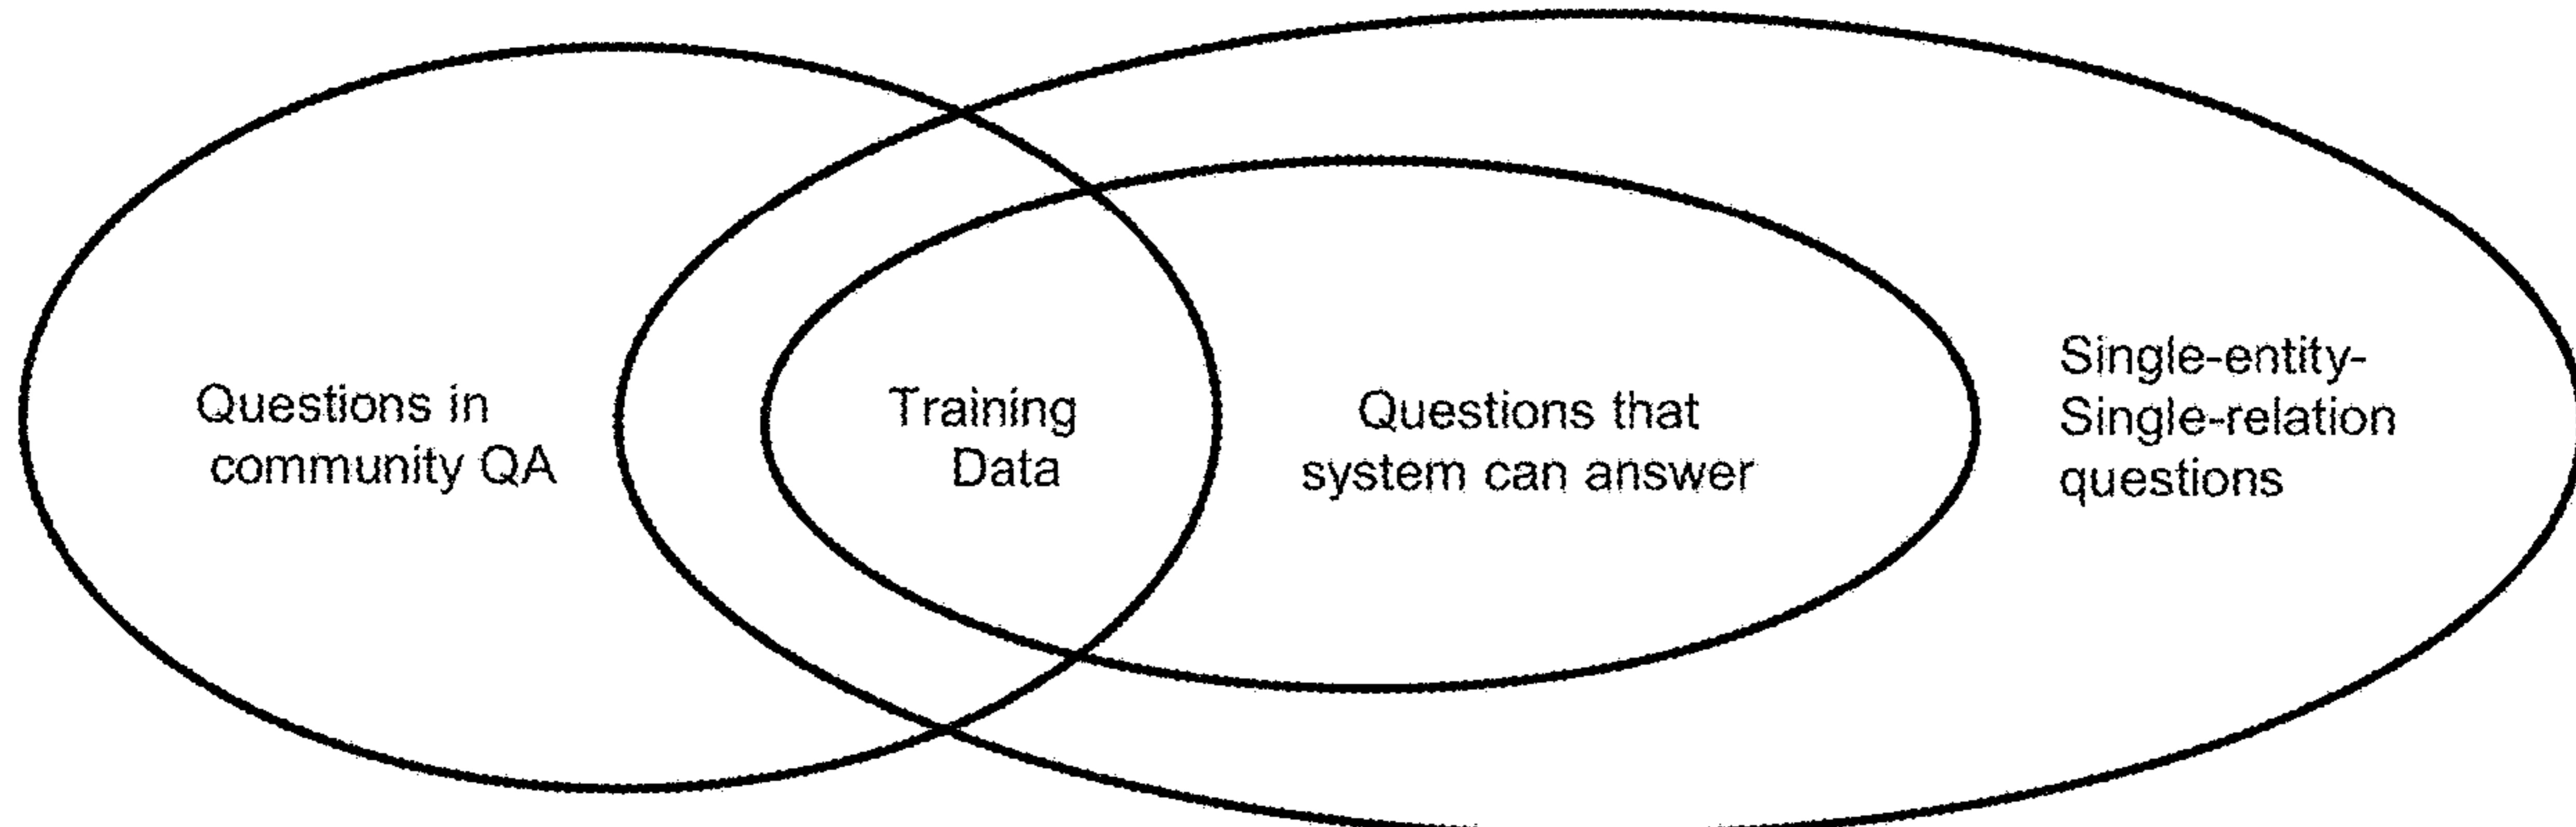 Questions in
community QA
Training
Data
Questions that
system can answer
Single-entity-
Single-relation
questions